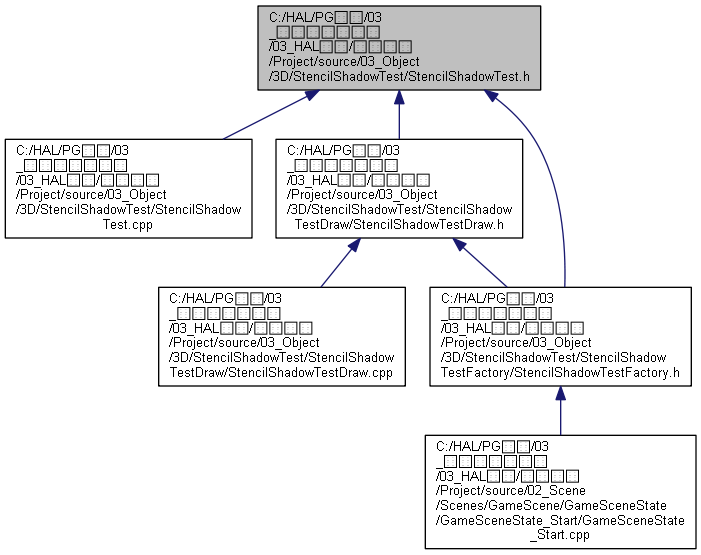 C:/HAL/PG□□/03
_□□□□□□□
/03_HAL□□/□□□□
/Project/source/03_Object
/3D/StencilShadowTest/StencilShadowTest.h
C:/HAL/PG□□/03
_□□□□□□□
/03_HAL□□/□□□□
/Project/source/03_Object
/3D/StencilShadowTest/StencilShadow
Test.cpp
C:/HAL/PG□□/03
_□□□□□□□
/03_HAL□□/□□□□
/Project/source/03_Object
/3D/StencilShadowTest/StencilShadow
TestDraw/StencilShadowTestDraw.h
C:/HAL/PG□□/03
_□□□□□□□
/03_HAL□□/□□□□
/Project/source/03_Object
/3D/StencilShadowTest/StencilShadow
TestDraw/StencilShadowTestDraw.cpp
C:/HAL/PG□□/03
_□□□□□□□
/03_HAL□□/□□□□
/Project/source/03_Object
/3D/StencilShadowTest/StencilShadow
TestFactory/StencilShadowTestFactory.h
C:/HAL/PG□□/03
_□□□□□□□
/03_HAL□□/□□□□
/Project/source/02_Scene
/Scenes/GameScene/GameSceneState
/GameSceneState_Start/GameSceneState
_Start.cpp